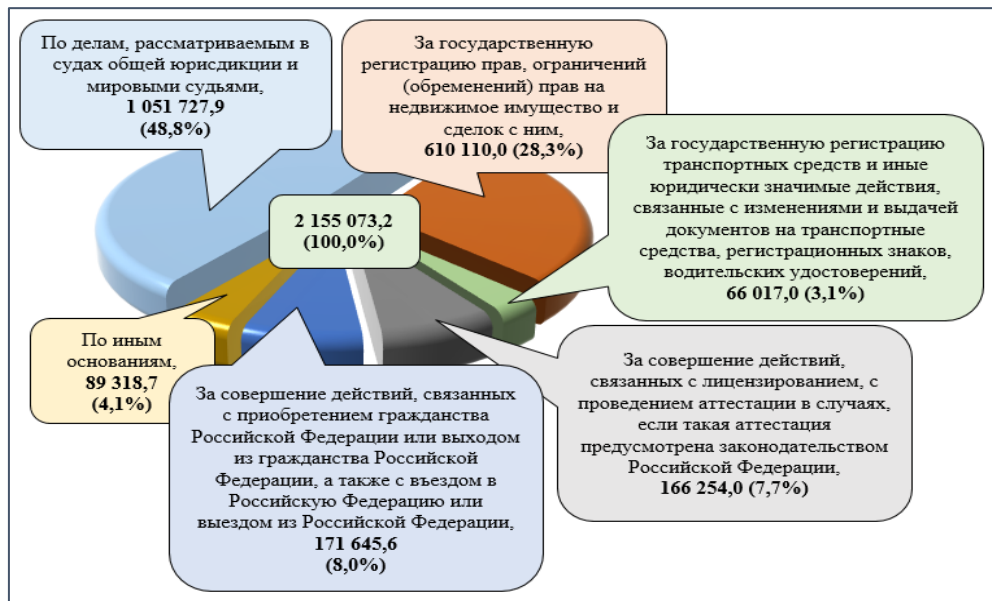 По делам, рассматриваемым в
судах общей юрисдикции и
мировыми судьями,
1 051 727,9
(48,8%)
За государственную
регистрацию прав, ограничений
(обременений) прав на
недвижимое имущество и
сделок с ним,
610 110,0 (28,3%)
За государственную регистрацию
транспортных средств и иные
юридически значимые действия,
связанные с изменениями и выдачей
документов на транспортные
средства, регистрационных знаков,
водительских удостоверений,
66 017,0 (3,1%)
2 155 073,2
(100,0%)
По иным
основаниям,
89 318,7
(4,1%)
За совершение действий, связанных
с приобретением гражданства
Российской Федерации или выходом
из гражданства Российской
Федерации, а также с въездом в
Российскую Федерацию или
выездом из Российской Федерации,
171 645,6
(8,0%)
За совершение действий,
связанных с лицензированием, с
проведением аттестации в случаях,
если такая аттестация
предусмотрена законодательством
Российской Федерации,
166 254,0 (7,7%)